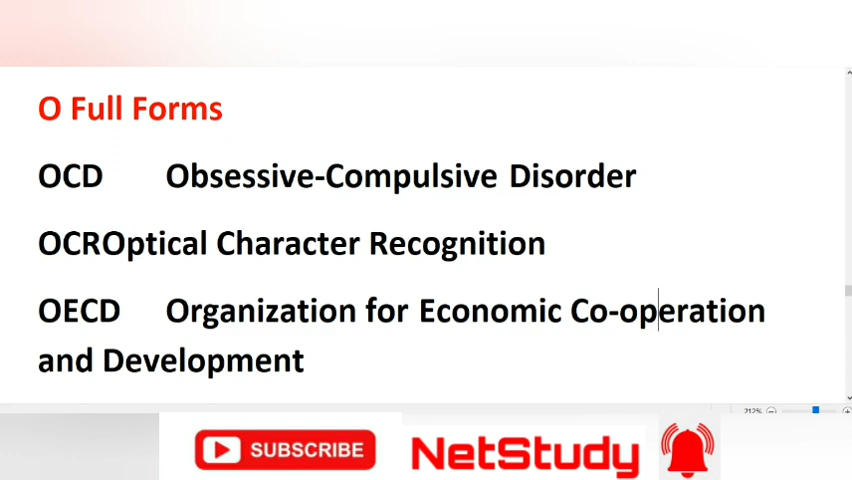 O Full Forms
OCD Obsessive-Compulsive Disorder
OCROptical Character Recognition
OECD Organization for Economic Co-operation
and Development
212%
SUBSCRIBE NetStudy